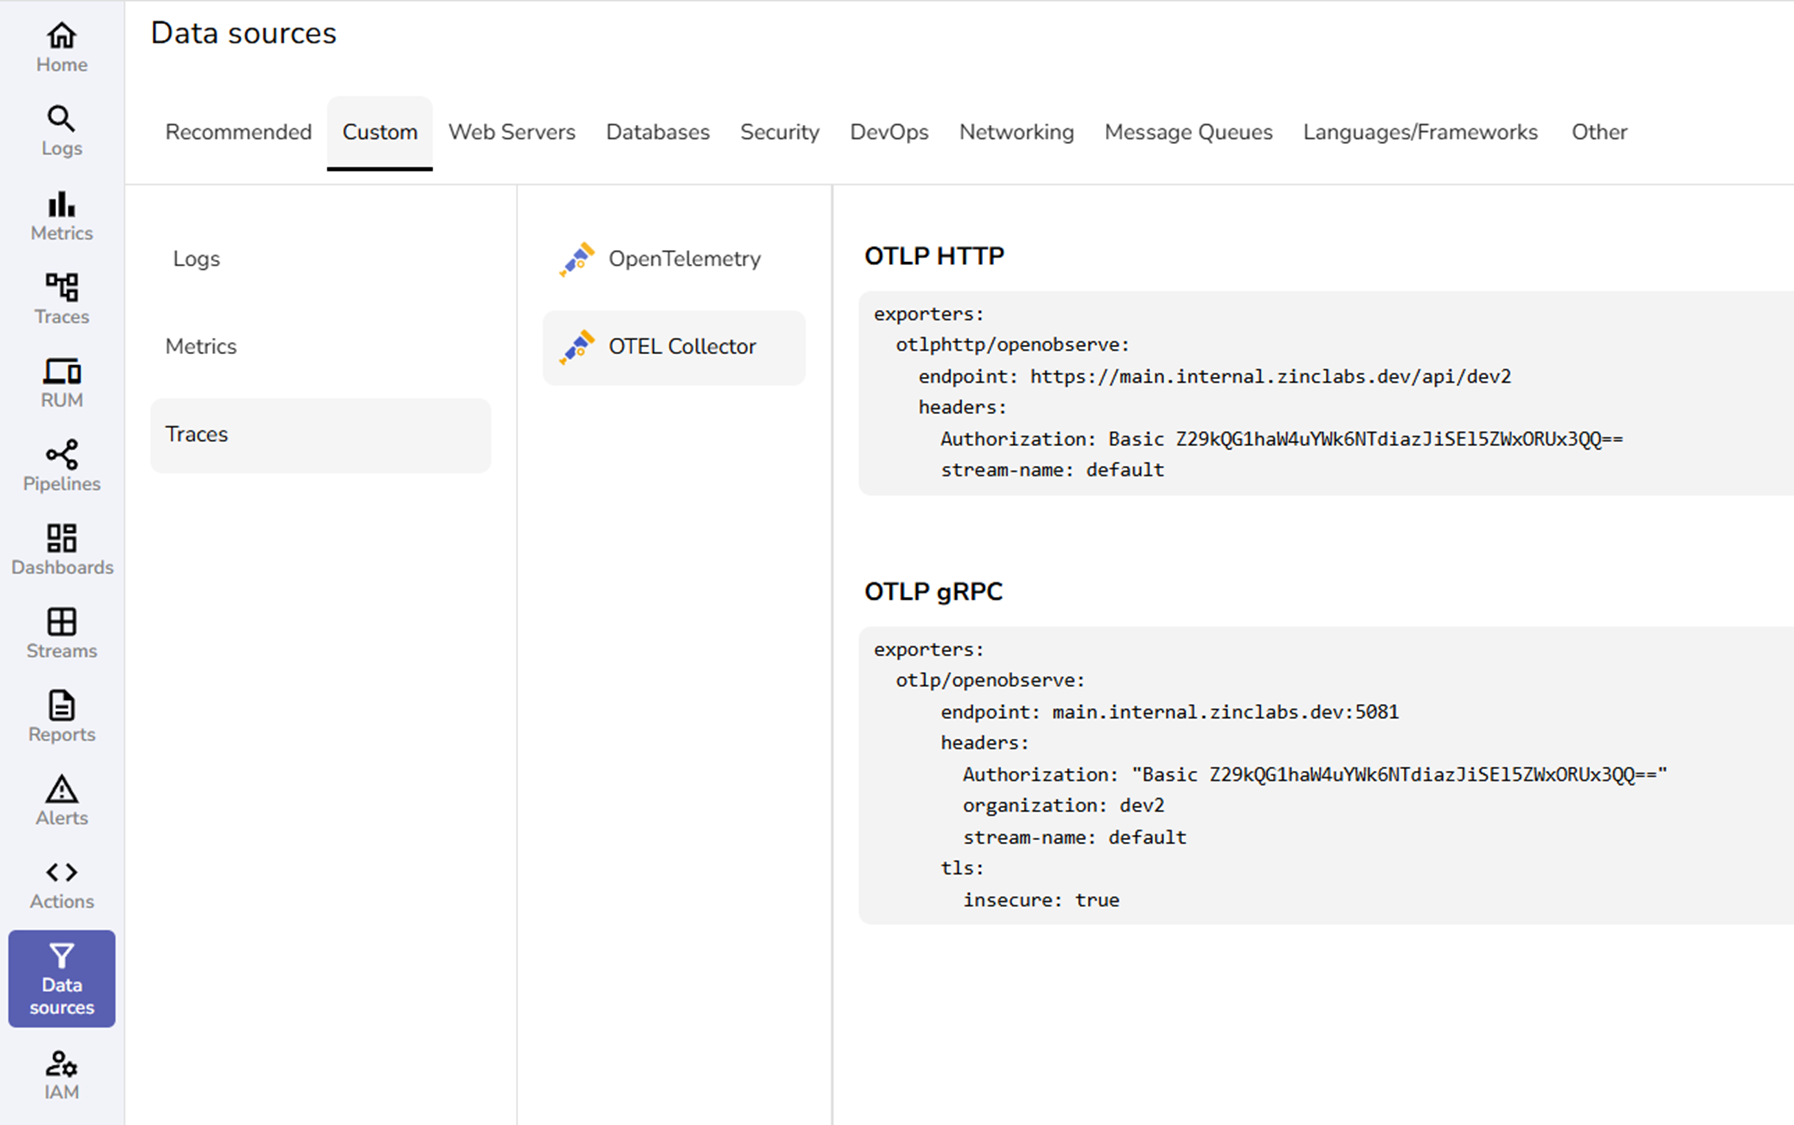 Data sources
Home
Logs
Metrics
Traces
RUM
Pipelines
Dashboards
Streams
Reports
Alerts
Actions
Data
sources
IAM
Recommended Custom Web Servers Databases Security DevOps Networking Message Queues Languages/Frameworks Other
Logs
Metrics
Traces
OpenTelemetry
OTEL Collector
OTLP HTTP
exporters:
  otlphttp/openobserve:
    endpoint: https://main.internal.zinclabs.dev/api/dev2
    headers:
      Authorization: Basic Z29kQG1haW4uYWk6NTdiazJiSEl5ZWxORUx3QQ==
      stream-name: default
OTLP gRPC
exporters:
  otlp/openobserve:
      endpoint: main.internal.zinclabs.dev:5081
      headers:
        Authorization: "Basic Z29kQG1haW4uYWk6NTdiazJiSEl5ZWxORUx3QQ=="
        organization: dev2
        stream-name: default
      tls:
        insecure: true